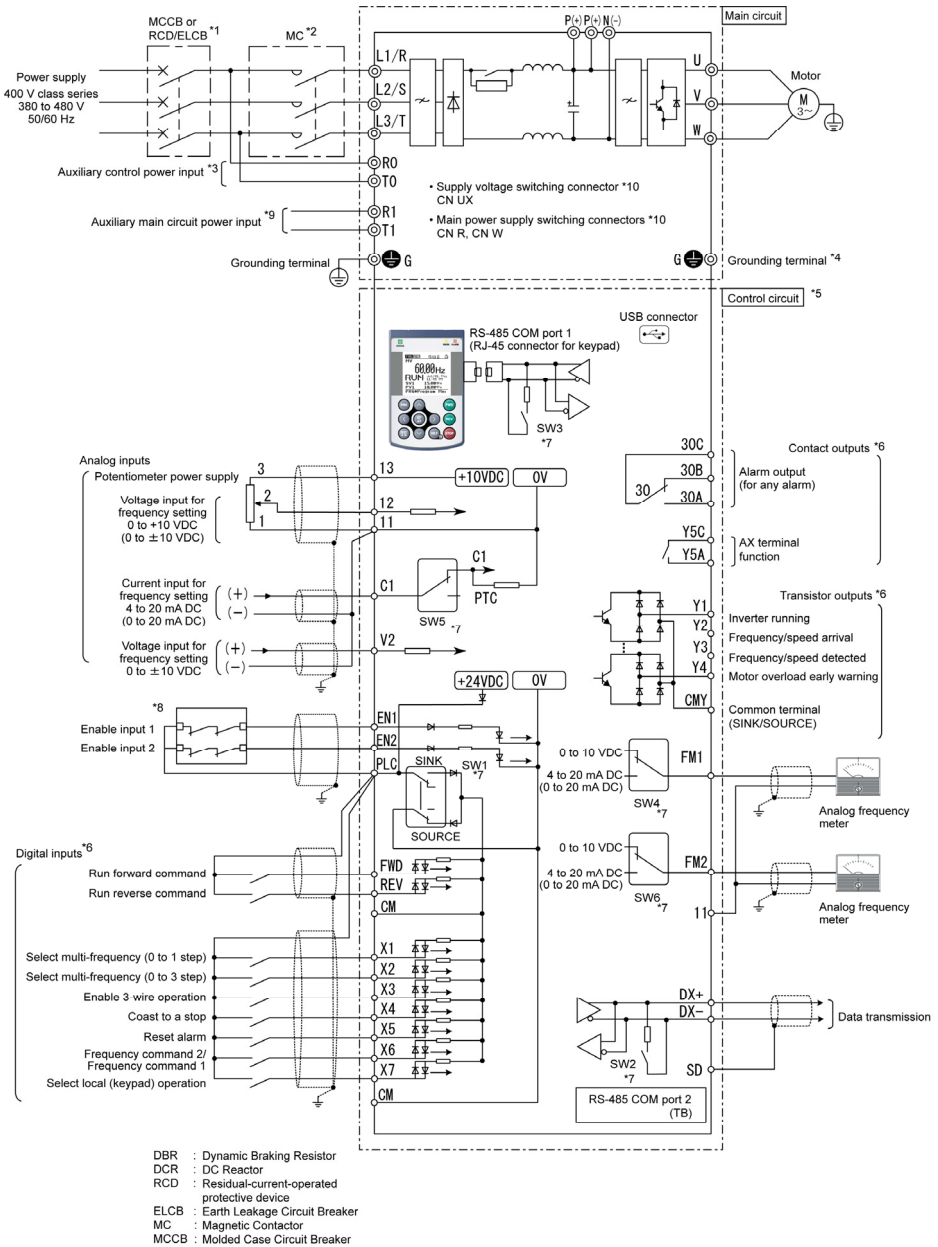 MCCB or
RCD/ELCB *1
MC *2
P(+) P(+) N(-)
Main circuit
Power supply
400 V class series
380 to 480 V
50/60 Hz
L1/R
L2/S
L3/T
U
V
W
Motor
M
3~
Auxiliary control power input *3
R0
T0
Auxiliary main circuit power input *9
R1
T1
• Supply voltage switching connector *10
CN UX
• Main power supply switching connectors *10
CN R, CN W
Grounding terminal
G
G
Grounding terminal *4
Control circuit *5
USB connector
RS-485 COM port 1
(RJ-45 connector for keypad)
60.00Hz
RUN
SW3
*7
Analog inputs
Potentiometer power supply
3
13
+10VDC
0V
Voltage input for
frequency setting
0 to +10 VDC
(0 to ±10 VDC)
2
12
1
11
Current input for
frequency setting
4 to 20 mA DC
(0 to 20 mA DC)
(+)
(-)
C1
C1
PTC
SW5
*7
Voltage input for
frequency setting
0 to ±10 VDC
(+)
(-)
V2
+24VDC
0V
*8
Enable input 1
Enable input 2
EN1
EN2
PLC
SINK
SW1
*7
SOURCE
Digital inputs*6
Run forward command
Run reverse command
FWD
REV
CM
Select multi-frequency (0 to 1 step)
Select multi-frequency (0 to 3 step)
Enable 3 wire operation
Coast to a stop
Reset alarm
Frequency command 2/
Frequency command 1
Select local (keypad) operation
X1
X2
X3
X4
X5
X6
X7
CM
Contact outputs *6
30C
30B
30
30A
Alarm output
(for any alarm)
Y5C
Y5A
AX terminal
function
Transistor outputs *6
Y1
Inverter running
Y2
Frequency/speed arrival
Y3
Frequency/speed detected
Y4
Motor overload early warning
CMY
Common terminal
(SINK/SOURCE)
0 to 10 VDC
4 to 20 mA DC
(0 to 20 mA DC)
SW4
*7
FM1
Analog frequency
meter
0 to 10 VDC
4 to 20 mA DC
(0 to 20 mA DC)
SW6
*7
FM2
11
Analog frequency
meter
DX+
DX-
Data transmission
SW2
*7
SD
RS-485 COM port 2
(TB)
DBR : Dynamic Braking Resistor
DCR : DC Reactor
RCD : Residual-current-operated
protective device
ELCB : Earth Leakage Circuit Breaker
MC : Magnetic Contactor
MCCB : Molded Case Circuit Breaker